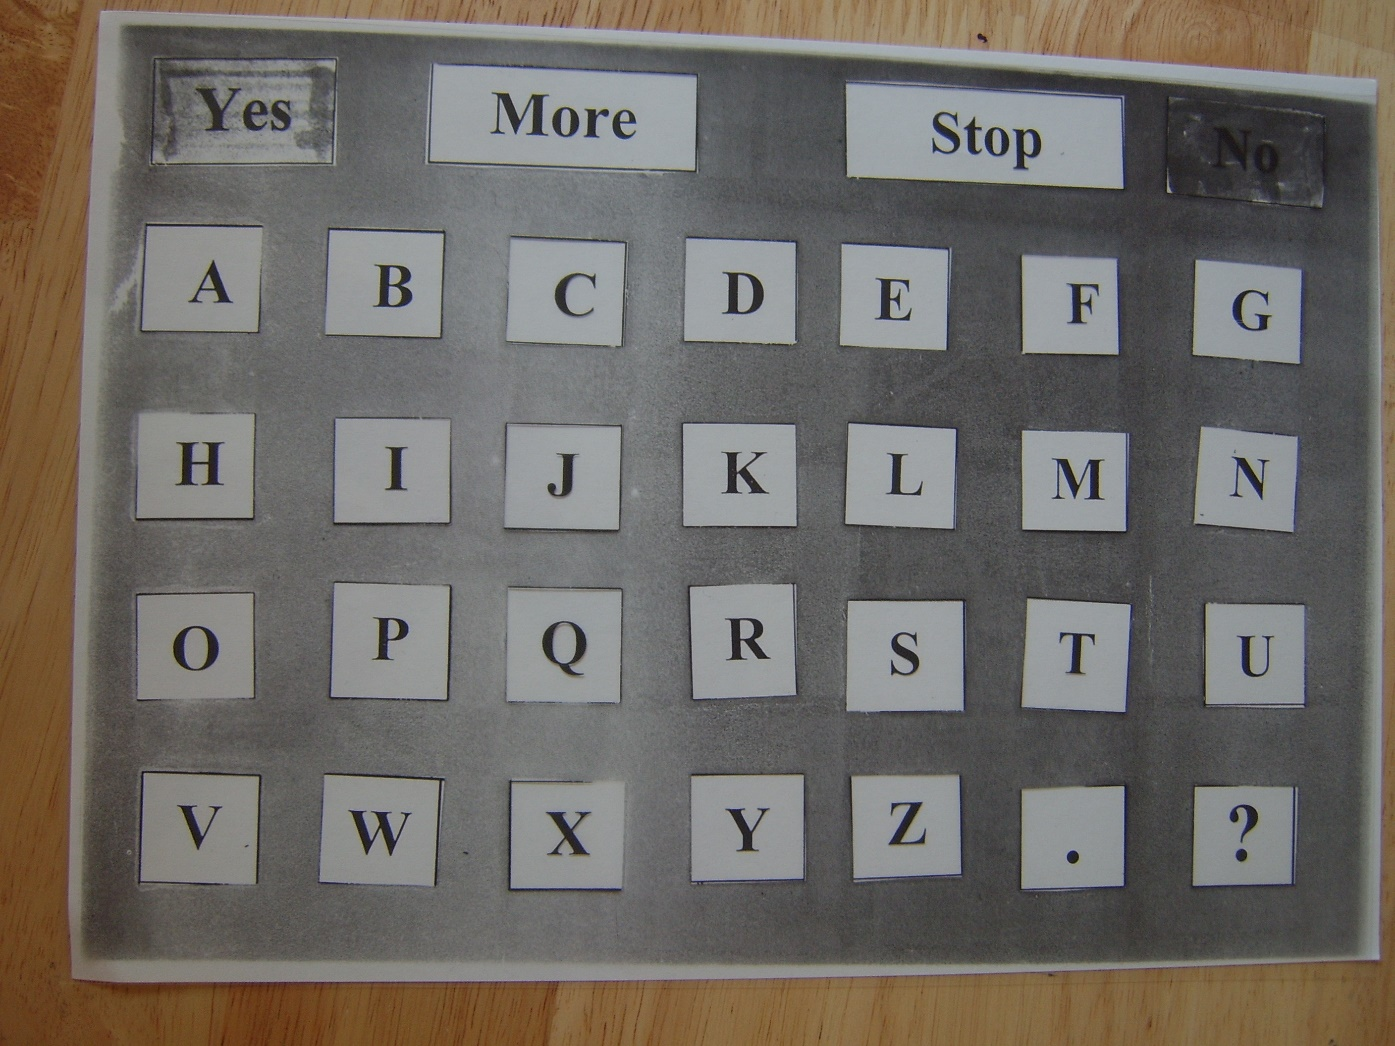 Yes More Stop No
A B C D E F G
H I J K L M N
O P Q R S T U
V W X Y Z . ?